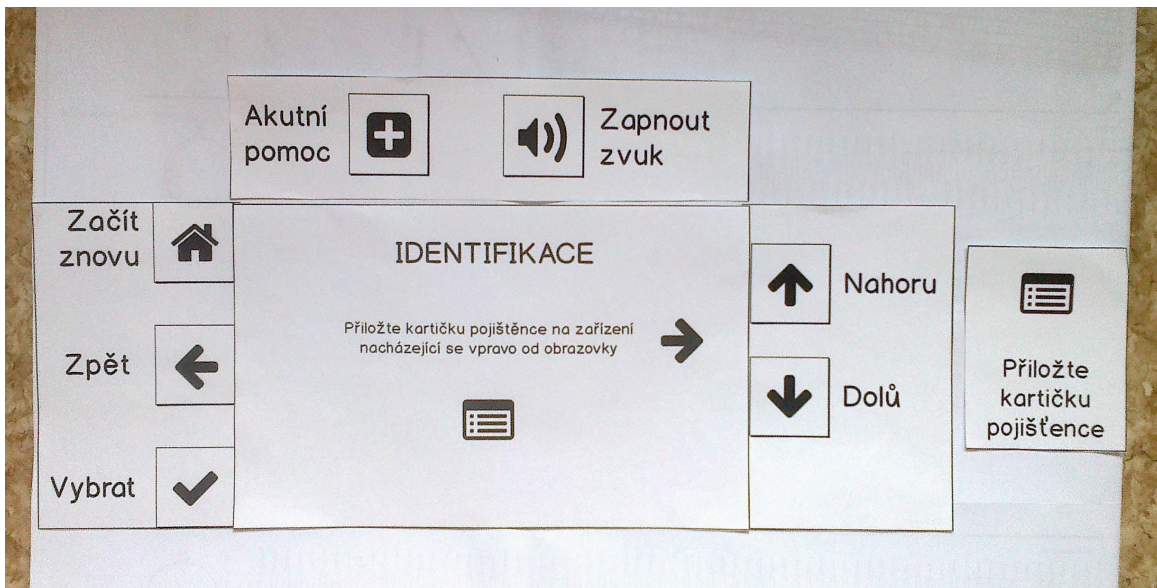 Akutní
pomoc
Zapnout
zvuk
Začít
znovu
Zpět
Vybrat
IDENTIFIKACE
Přiložte kartičku pojištěnce na zařízení
nacházející se vpravo od obrazovky
Nahoru
Dolů
Přiložte
kartičku
pojišťence